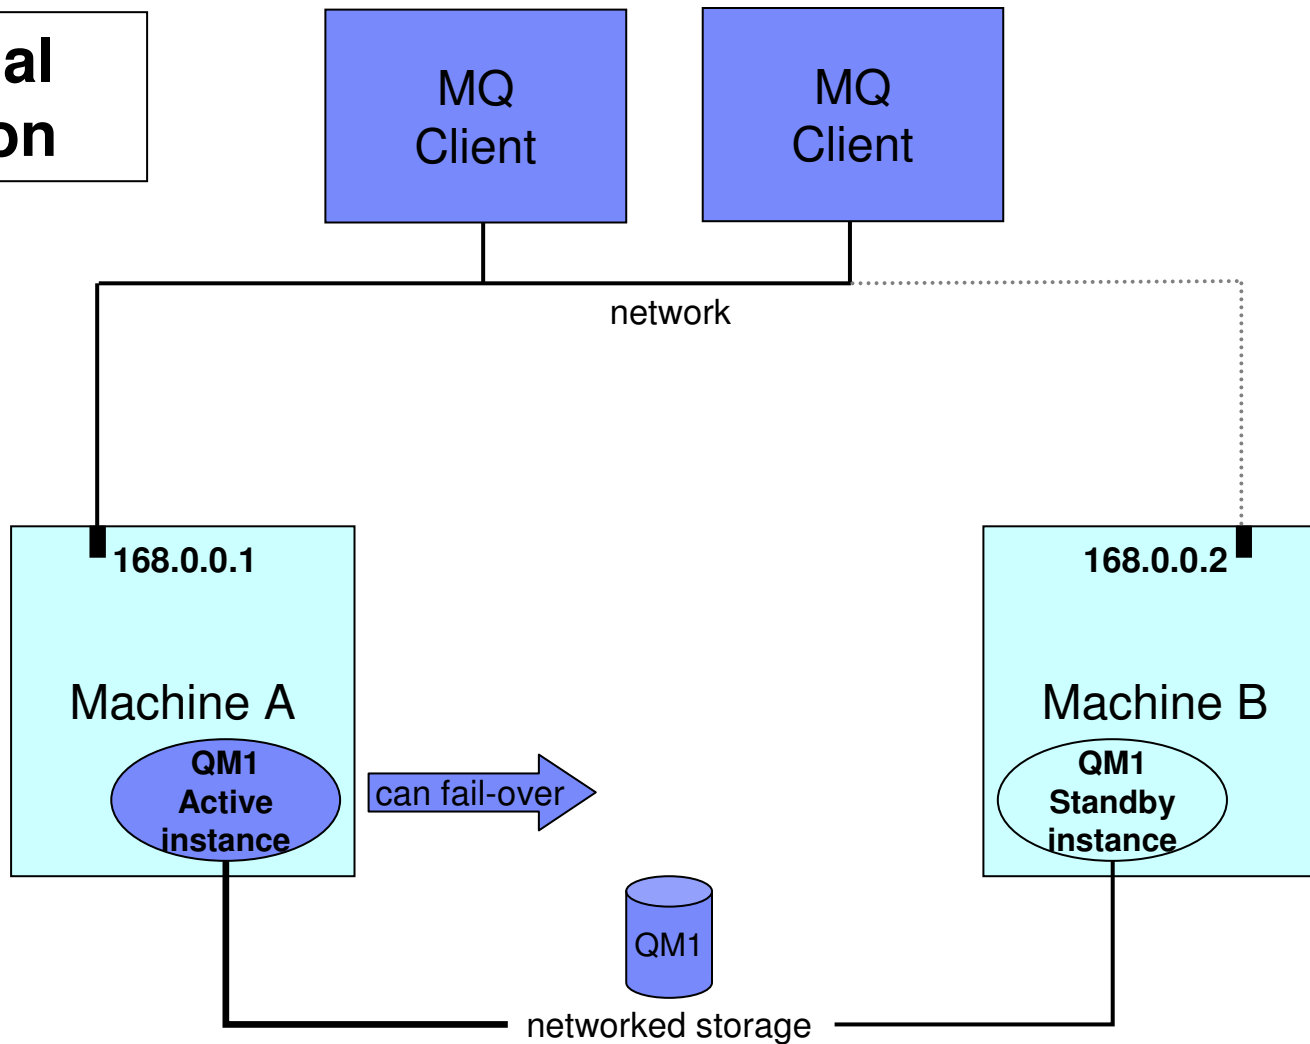 al
on
MQ
Client
MQ
Client
network
168.0.0.1
168.0.0.2
Machine A
Machine B
QM1
Active
instance
can fail-over
QM1
Standby
instance
QM1
networked storage